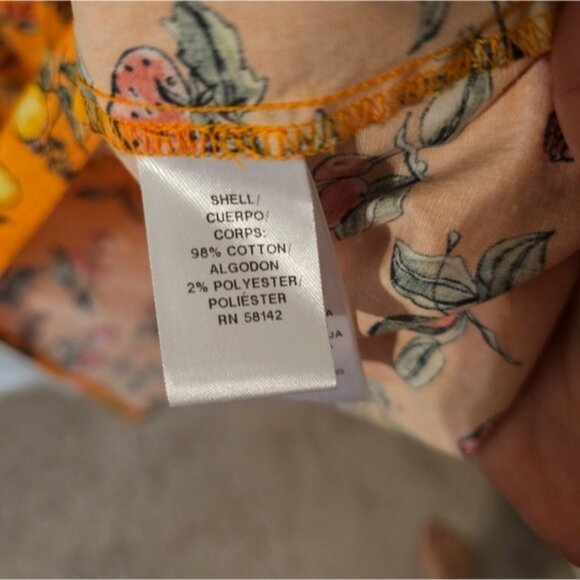 SHELL/
CUERPO/
CORPS:
98% COTTON/
ALGODON
2% POLYESTER/
POLIÉSTER
RN 58142